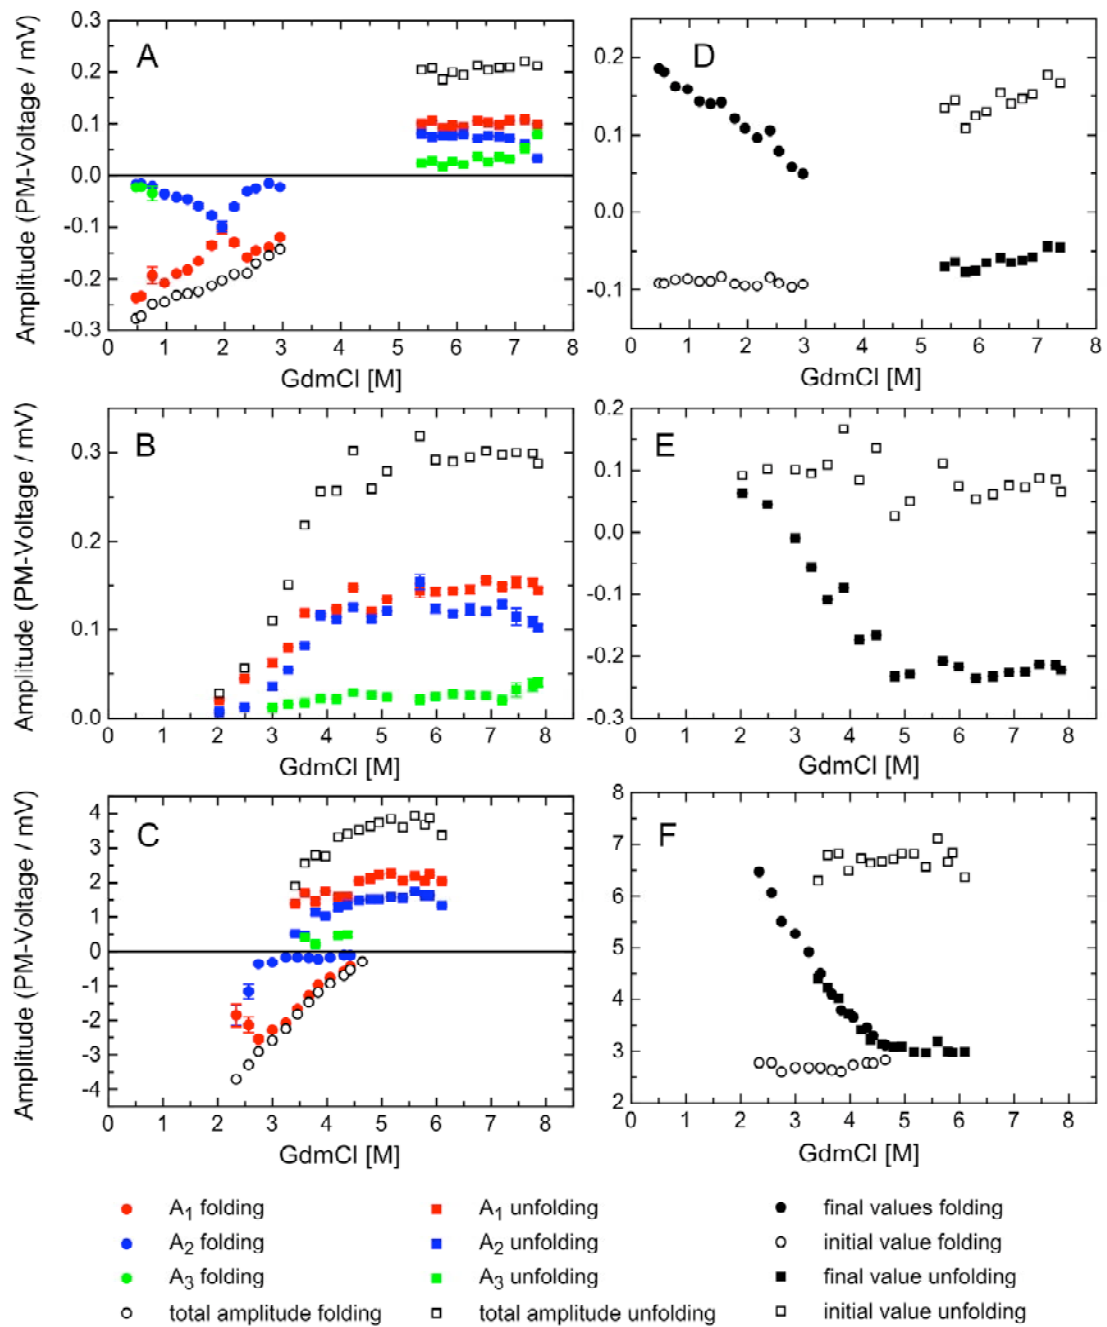 A
Amplitude (PM-Voltage / mV)
0.3
0.2
0.1
0.0
-0.1
-0.2
-0.3
0 1 2 3 4 5 6 7 8
GdmCl [M]
D
0.2
0.1
0.0
-0.1
0 1 2 3 4 5 6 7 8
GdmCl [M]
B
Amplitude (PM-Voltage / mV)
0.3
0.2
0.1
0.0
0 1 2 3 4 5 6 7 8
GdmCl [M]
E
0.2
0.1
0.0
-0.1
-0.2
-0.3
0 1 2 3 4 5 6 7 8
GdmCl [M]
C
Amplitude (PM-Voltage / mV)
4
3
2
1
0
-1
-2
-3
-4
0 1 2 3 4 5 6 7 8
GdmCl [M]
F
8
7
6
5
4
3
2
0 1 2 3 4 5 6 7 8
GdmCl [M]
A1 folding
A1 unfolding
final values folding
A2 folding
A2 unfolding
initial value folding
A3 folding
A3 unfolding
final value unfolding
total amplitude folding
total amplitude unfolding
initial value unfolding